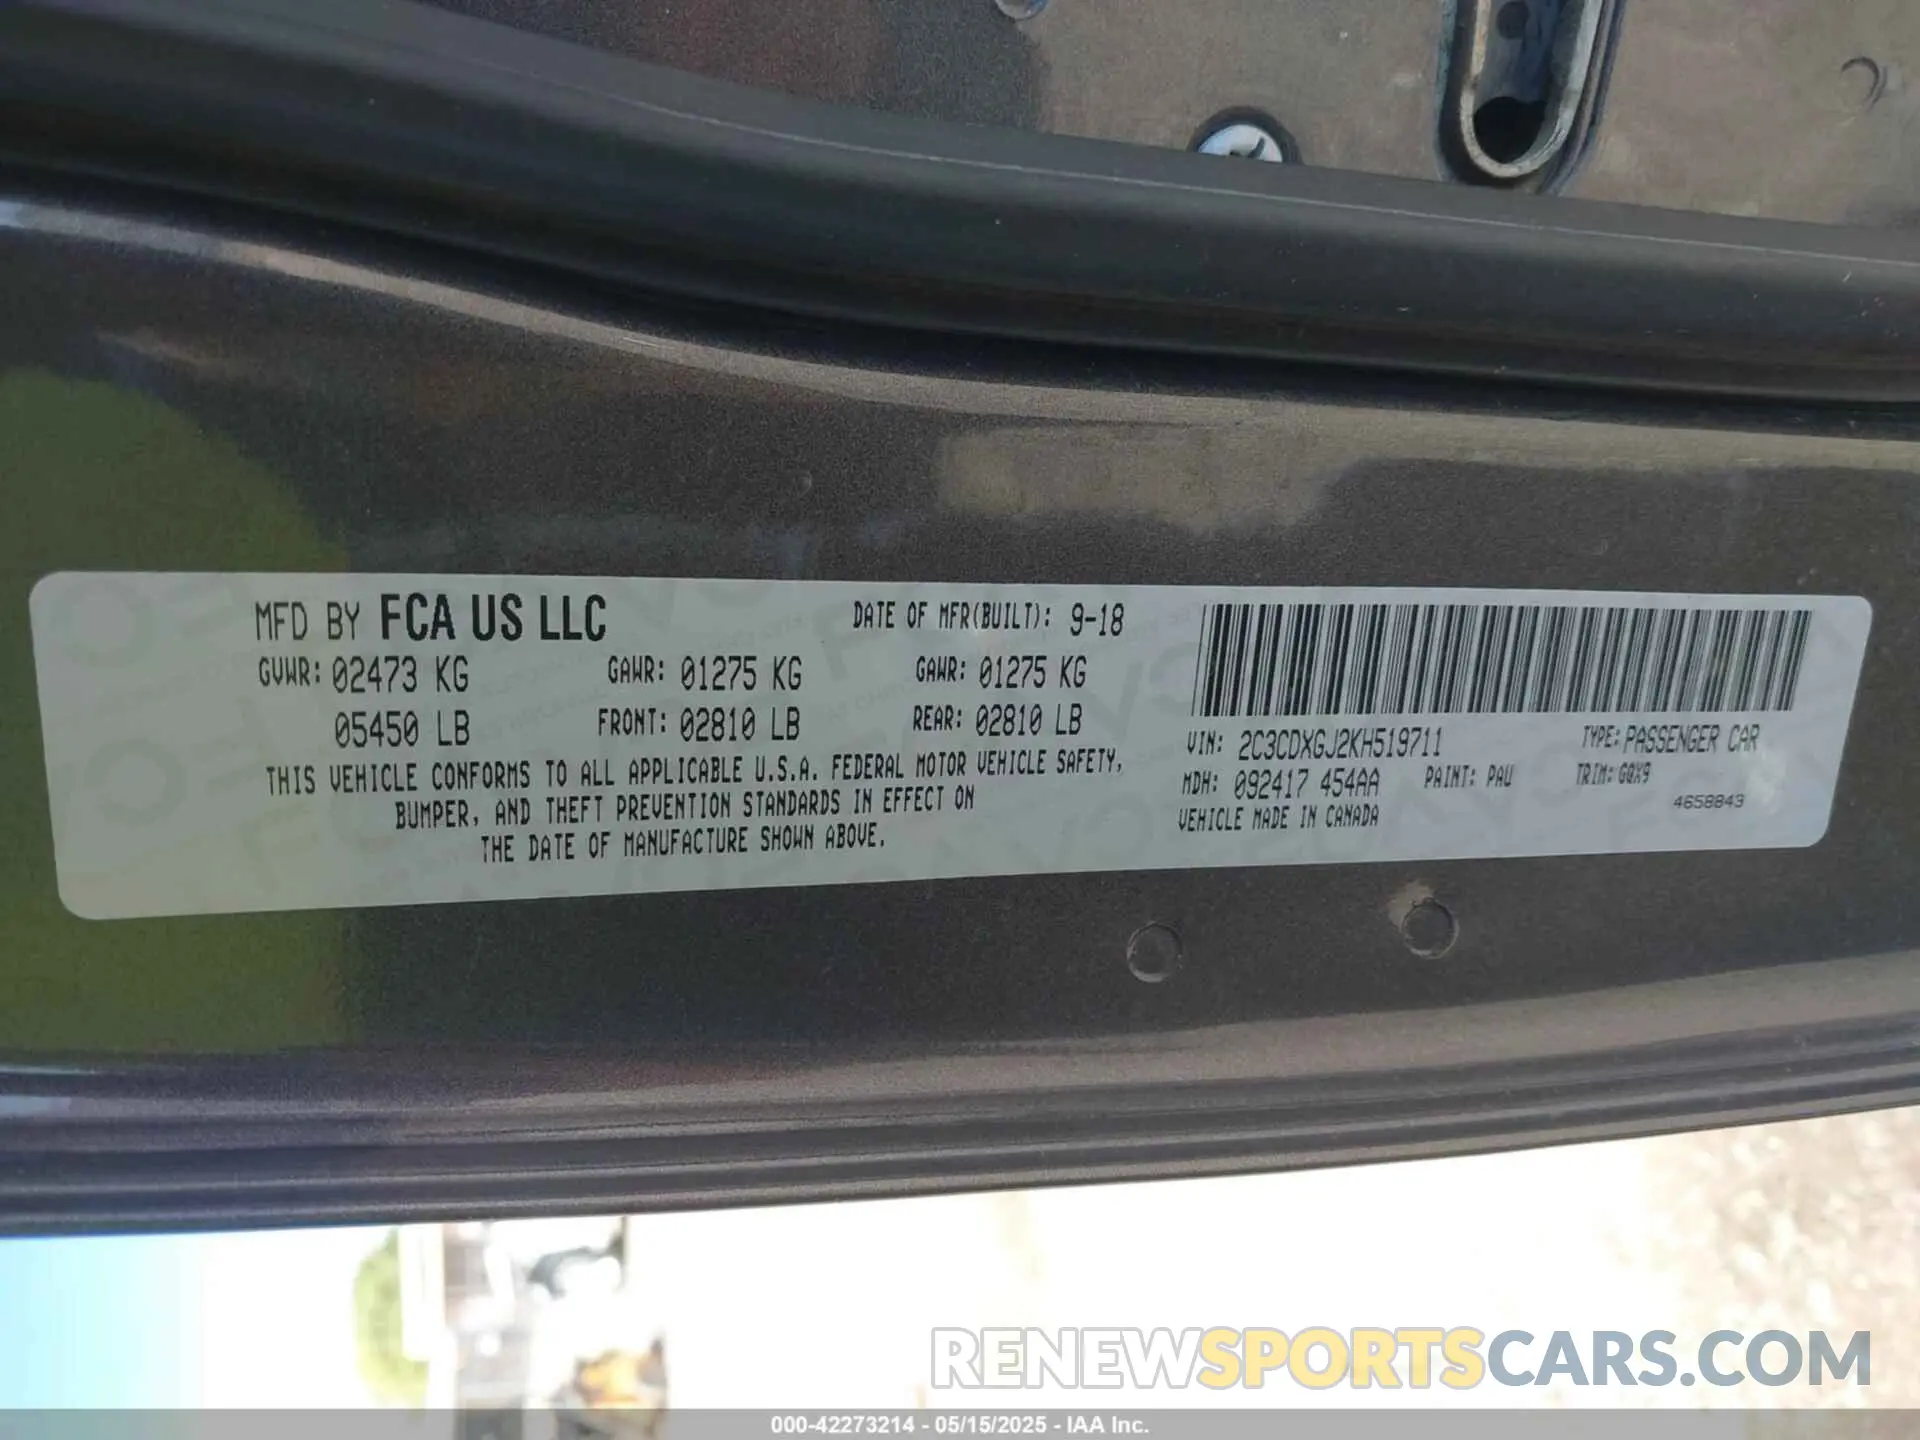 MFD BY FCA US LLC DATE OF MFR(BUILT): 9-18
GVWR: 02473 KG GAWR: 01275 KG GAWR: 01275 KG
05450 LB FRONT: 02810 LB REAR: 02810 LB
THIS VEHICLE CONFORMS TO ALL APPLICABLE U.S.A. FEDERAL MOTOR VEHICLE SAFETY,
BUMPER, AND THEFT PREVENTION STANDARDS IN EFFECT ON
THE DATE OF MANUFACTURE SHOWN ABOVE.
VIN: 2C3CDXGJ2KH519711 TYPE: PASSENGER CAR
MDH: 092417 454AA PAINT: PAU TRIM: GQX9
VEHICLE MADE IN CANADA 4658843
RENEWSPORTSCARS.COM
000-42273214 - 05/15/2025 - IAA Inc.